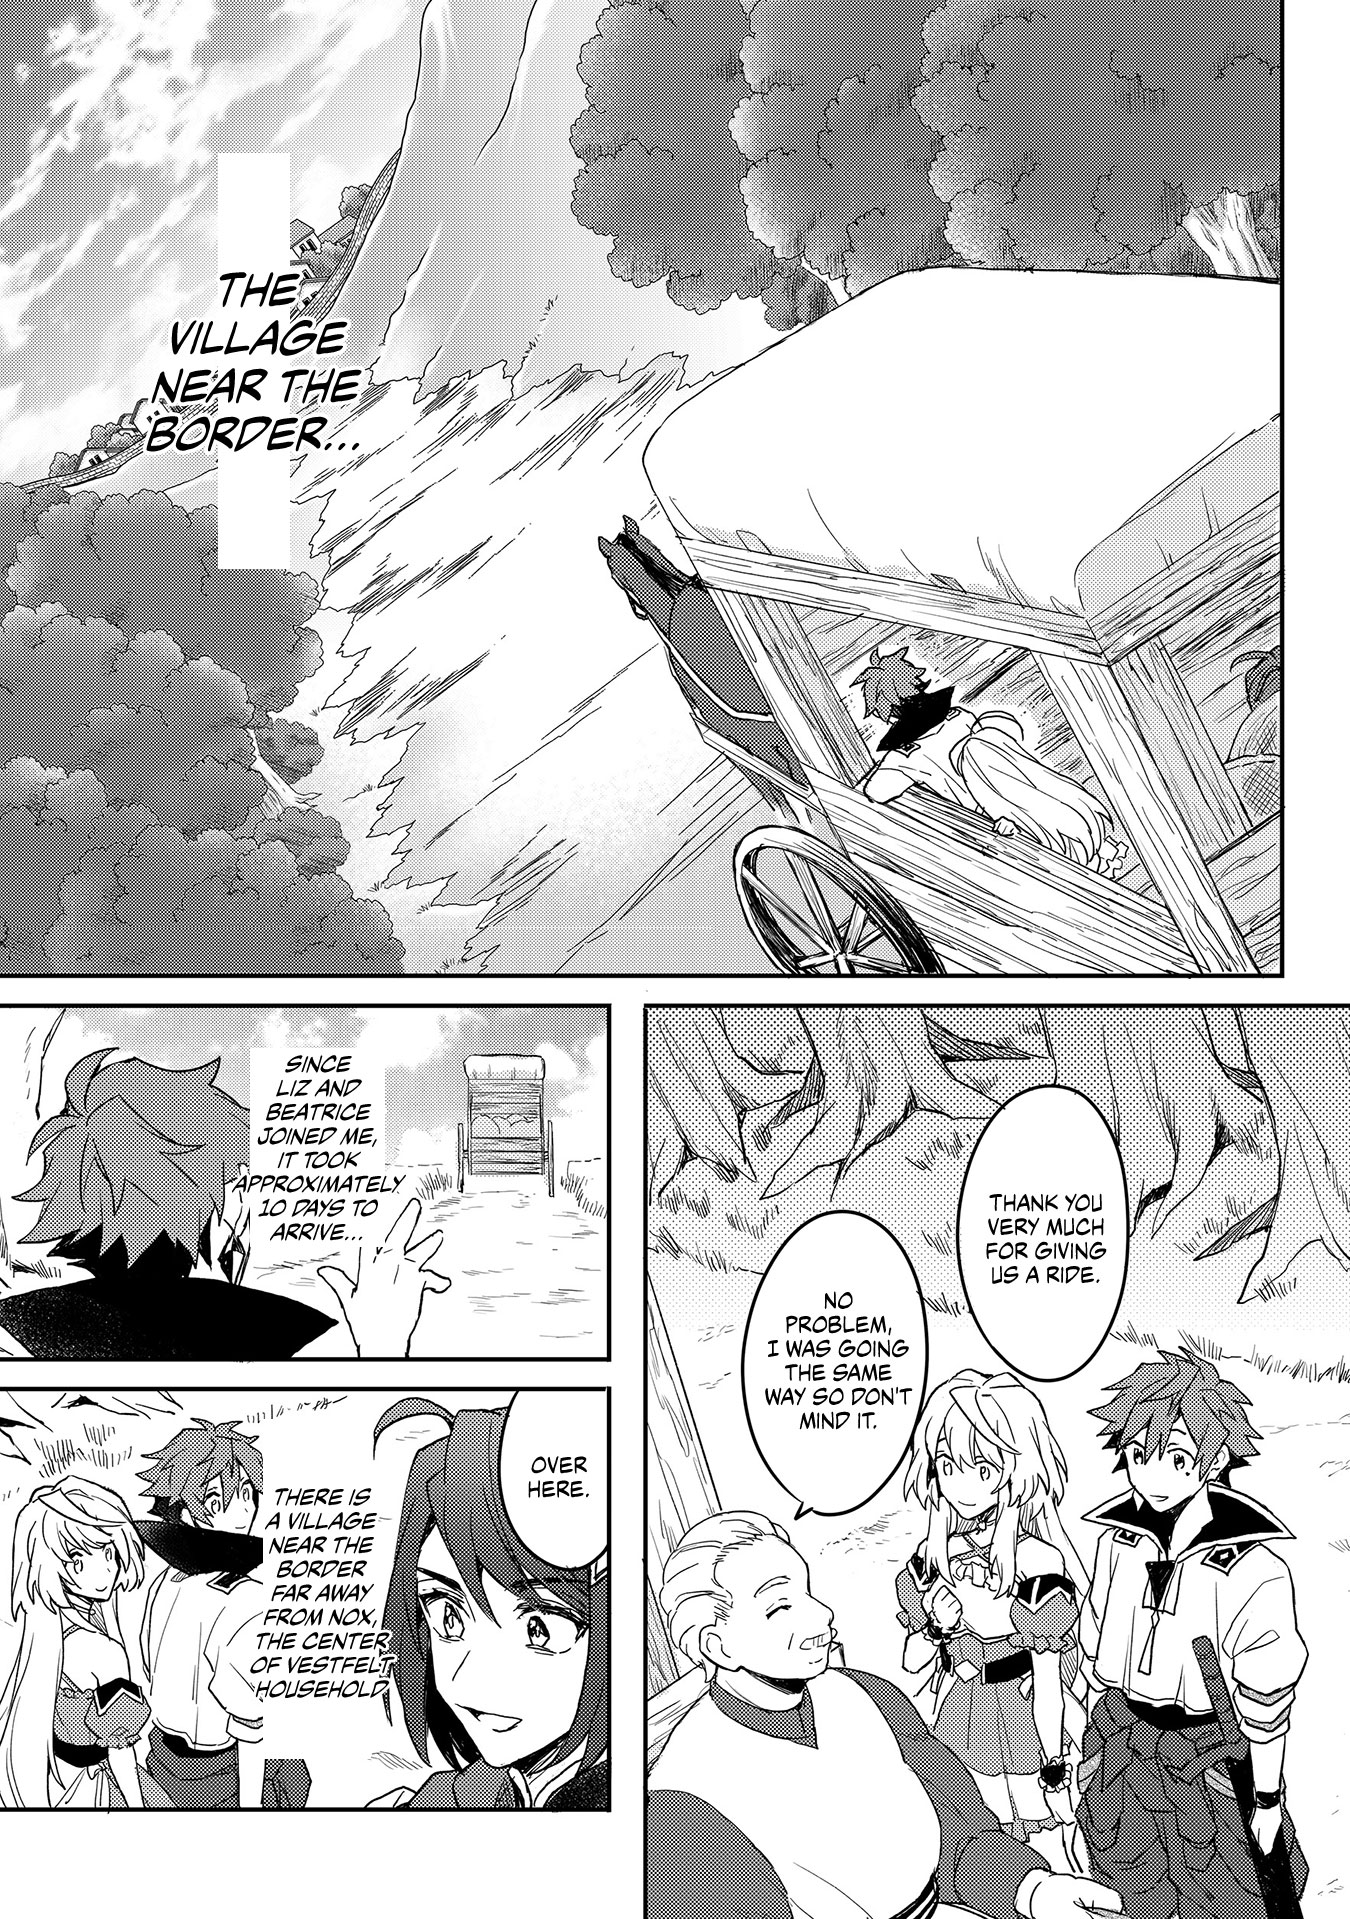 THE
VILLAGE
NEAR THE
BORDER...
THANK YOU
VERY MUCH
FOR GIVING
US A RIDE.
NO
PROBLEM,
I WAS GOING
THE SAME
WAY SO DON'T
MIND IT.
SINCE
LIZ AND
BEATRICE
JOINED ME,
IT TOOK
APPROXIMATELY
10 DAYS TO
ARRIVE...
OVER
HERE.
THERE IS
A VILLAGE
NEAR THE
BORDER
FAR AWAY
FROM NOX,
THE CENTER
OF VESTFELT
HOUSEHOLD